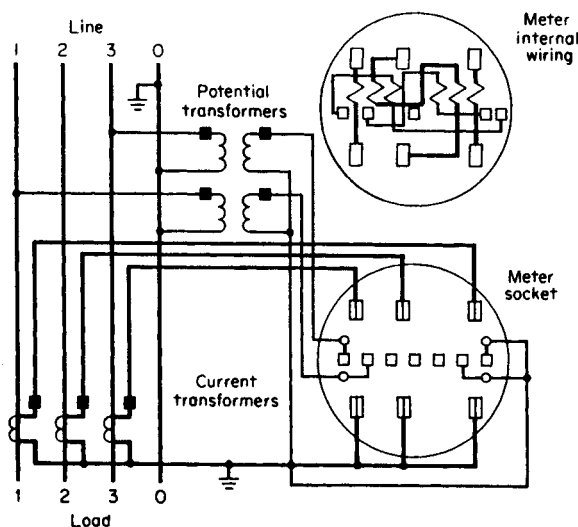 Line
1 2 3 0
Meter
internal
wiring
Potential
transformers
Meter
socket
Current
transformers
1 2 3 0
Load